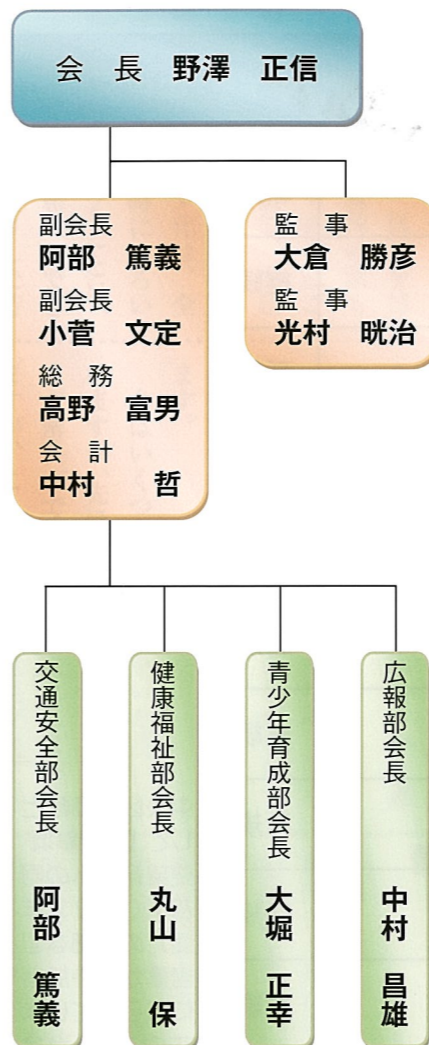 会　長　野澤　正信
副会長
阿部　篤義
副会長
小菅　文定
総　務
高野　富男
会　計
中村　　哲
監　事
大倉　勝彦
監　事
光村　晄治
交通安全部会長　阿部　篤義
健康福祉部会長　丸山　保
青少年育成部会長　大堀　正幸
広報部会長　中村　昌雄